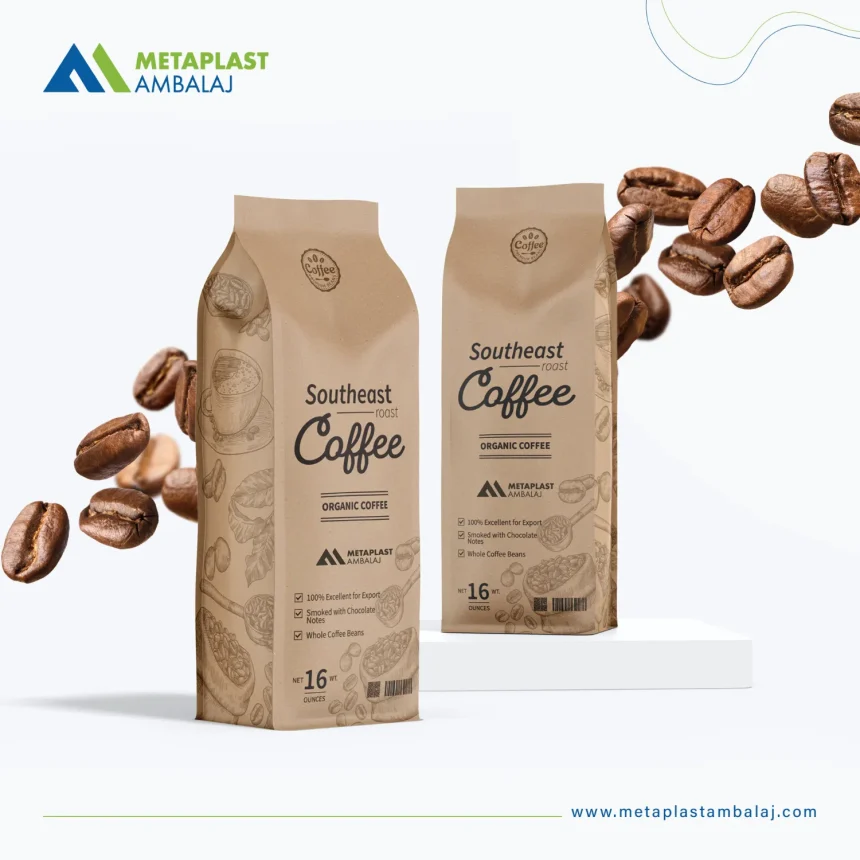 METAPLAST
AMBALAJ
Coffee
Southeast
roast
Coffee
ORGANIC COFFEE
METAPLAST
AMBALAJ
100% Excellent for Export
Smoked with Chocolate
Notes
Whole Coffee Beans
NET 16 WT.
OUNCES
Coffee
Southeast
roast
Coffee
ORGANIC COFFEE
METAPLAST
AMBALAJ
100% Excellent for Export
Smoked with Chocolate
Notes
Whole Coffee Beans
NET 16 WT.
OUNCES
www.metaplastambalaj.com